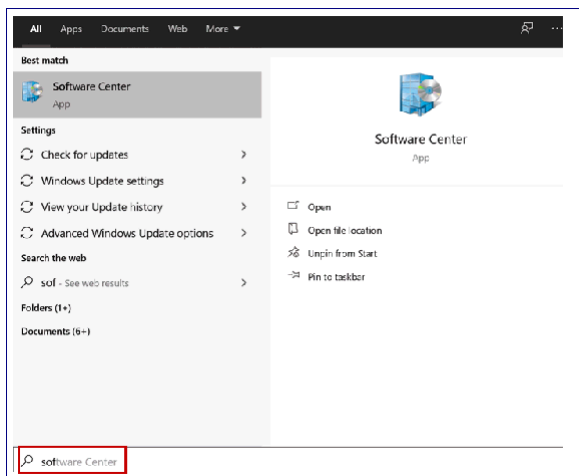 All Apps Documents Web More
Best match
Software Center
App
Settings
Check for updates
Windows Update settings
View your Update history
Advanced Windows Update options
Search the web
sof - See web results
Folders (1+)
Documents (6+)
Software Center
App
Open
Open file location
Unpin from Start
Pin to taskbar
software Center